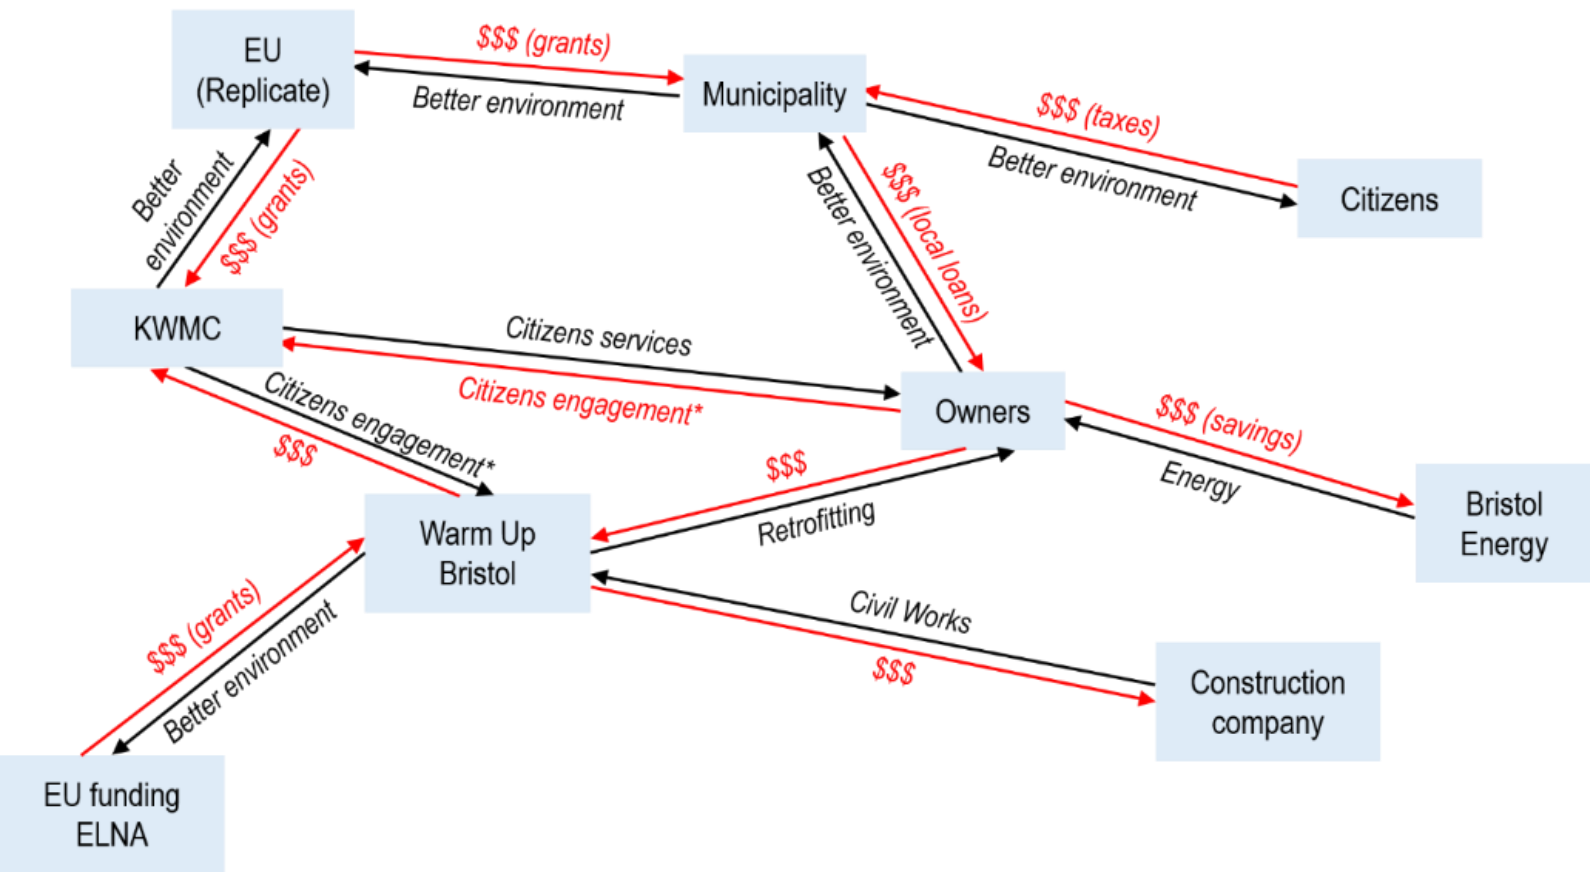 EU
(Replicate)
$$$ (grants)
Better environment
Municipality
$$$ (taxes)
Better environment
Citizens
Better
environment
$$$ (grants)
Better environment
$$$ (local loans)
KWMC
Citizens services
Citizens engagement*
Owners
Citizens engagement*
$$$
$$$ (savings)
Energy
Bristol
Energy
$$$
Retrofitting
Warm Up
Bristol
Civil Works
$$$
Construction
company
$$$ (grants)
Better environment
EU funding
ELNA